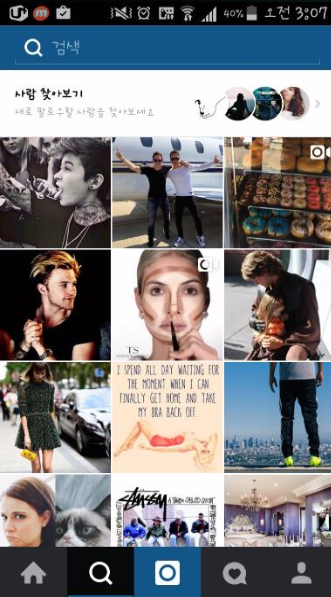 40% 오전 3:07
검색
사람 찾아보기
새로 팔로우할 사람을 찾아보세요
TS
I SPEND ALL DAY WAITING
FOR THE MOMENT WHEN I CAN
FINALLY GET HOME AND TAKE
MY BRA BACK OFF.
STUSSY